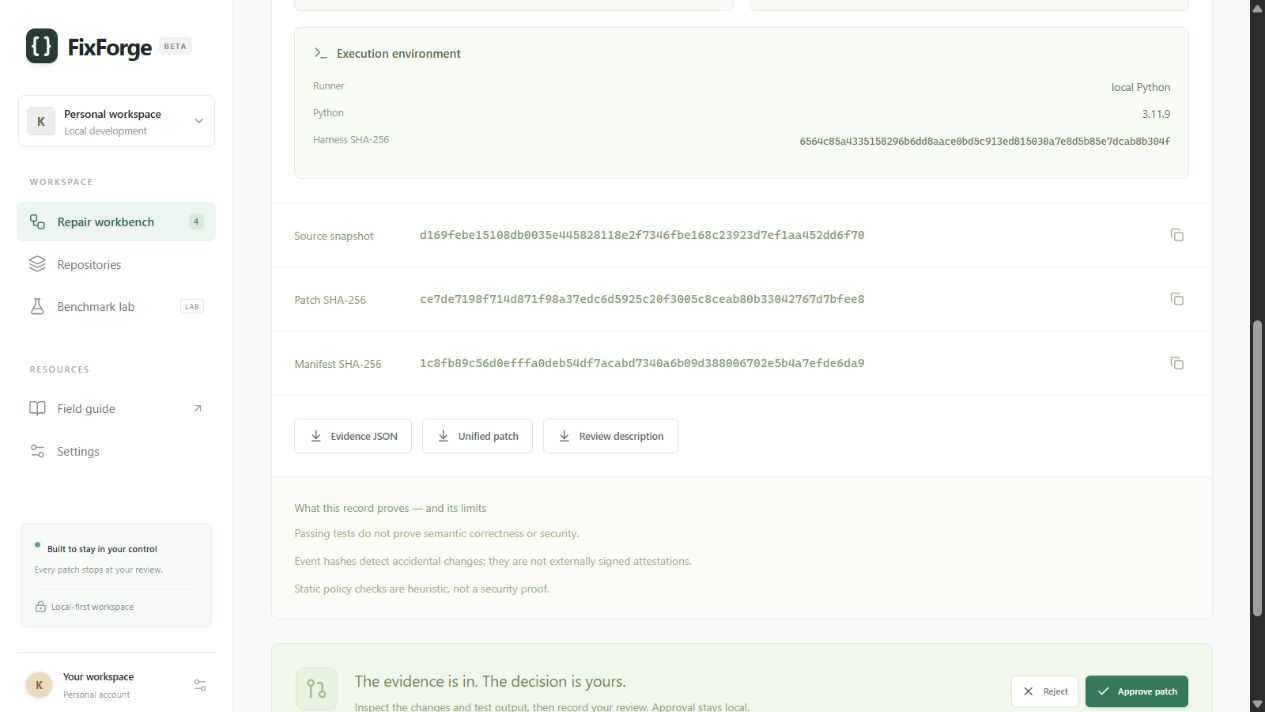 FixForge BETA
K
Personal workspace
Local development
WORKSPACE
Repair workbench 4
Repositories
Benchmark lab LAB
RESOURCES
Field guide
Settings
Built to stay in your control
Every patch stops at your review.
Local-first workspace
K
Your workspace
Personal account
Execution environment
Runner local Python
Python 3.11.9
Harness SHA-256 6564c85a4335158296b6dd8aace0bd5c913ed815030a7e8d5b85e7dcab8b304f
Source snapshot d169febe15108db0035e445828118e2f7346fbe168c23923d7ef1aa452dd6f70
Patch SHA-256 ce7de7198f714d871f98a37edc6d5925c20f3005c8ceab80b33042767d7bfee8
Manifest SHA-256 1c8fb89c56d0efffa0deb54df7acabd7340a6b09d388006702e5b4a7efde6da9
Evidence JSON Unified patch Review description
What this record proves — and its limits
Passing tests do not prove semantic correctness or security.
Event hashes detect accidental changes; they are not externally signed attestations.
Static policy checks are heuristic, not a security proof.
The evidence is in. The decision is yours.
Inspect the changes and test output, then record your review. Approval stays local.
Reject Approve patch